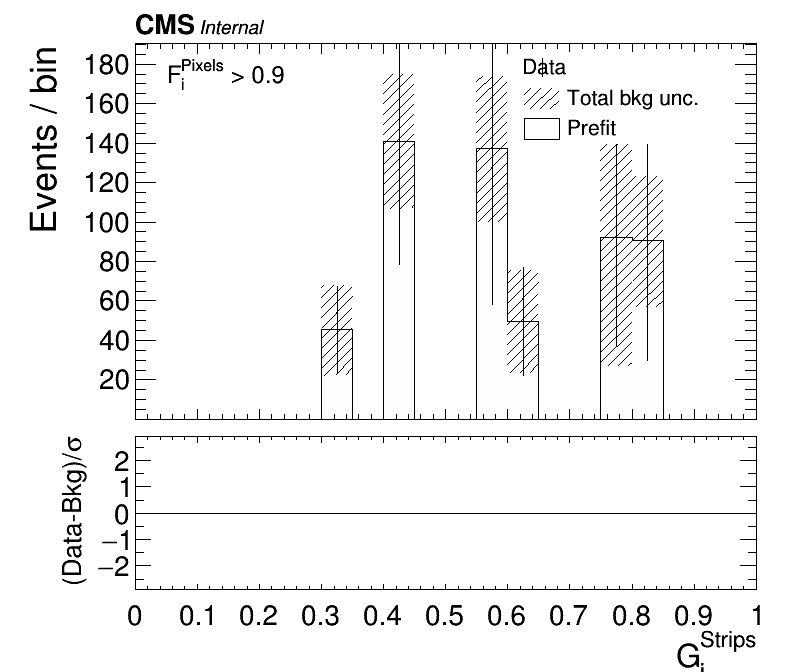 CMS Internal
Events / bin
180
160
140
120
100
80
60
40
20
F_i^Pixels > 0.9
Data
Total bkg unc.
Prefit
(Data-Bkg)/σ
2
1
0
−1
−2
0 0.1 0.2 0.3 0.4 0.5 0.6 0.7 0.8 0.9 1
G_i^Strips